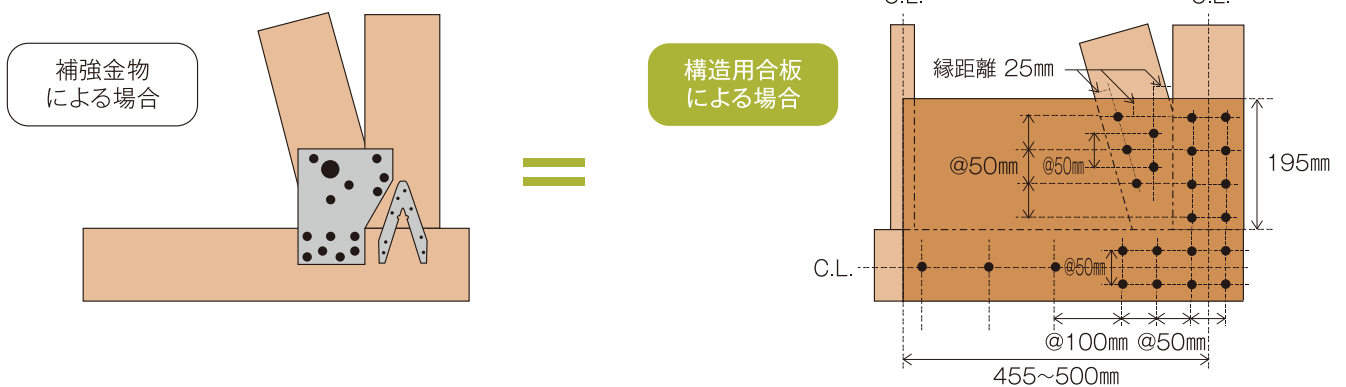 補強金物
による場合
構造用合板
による場合
C.L.
C.L.
縁距離 25㎜
@50㎜
@50㎜
195㎜
C.L.
@50㎜
@100㎜
@50㎜
455〜500㎜